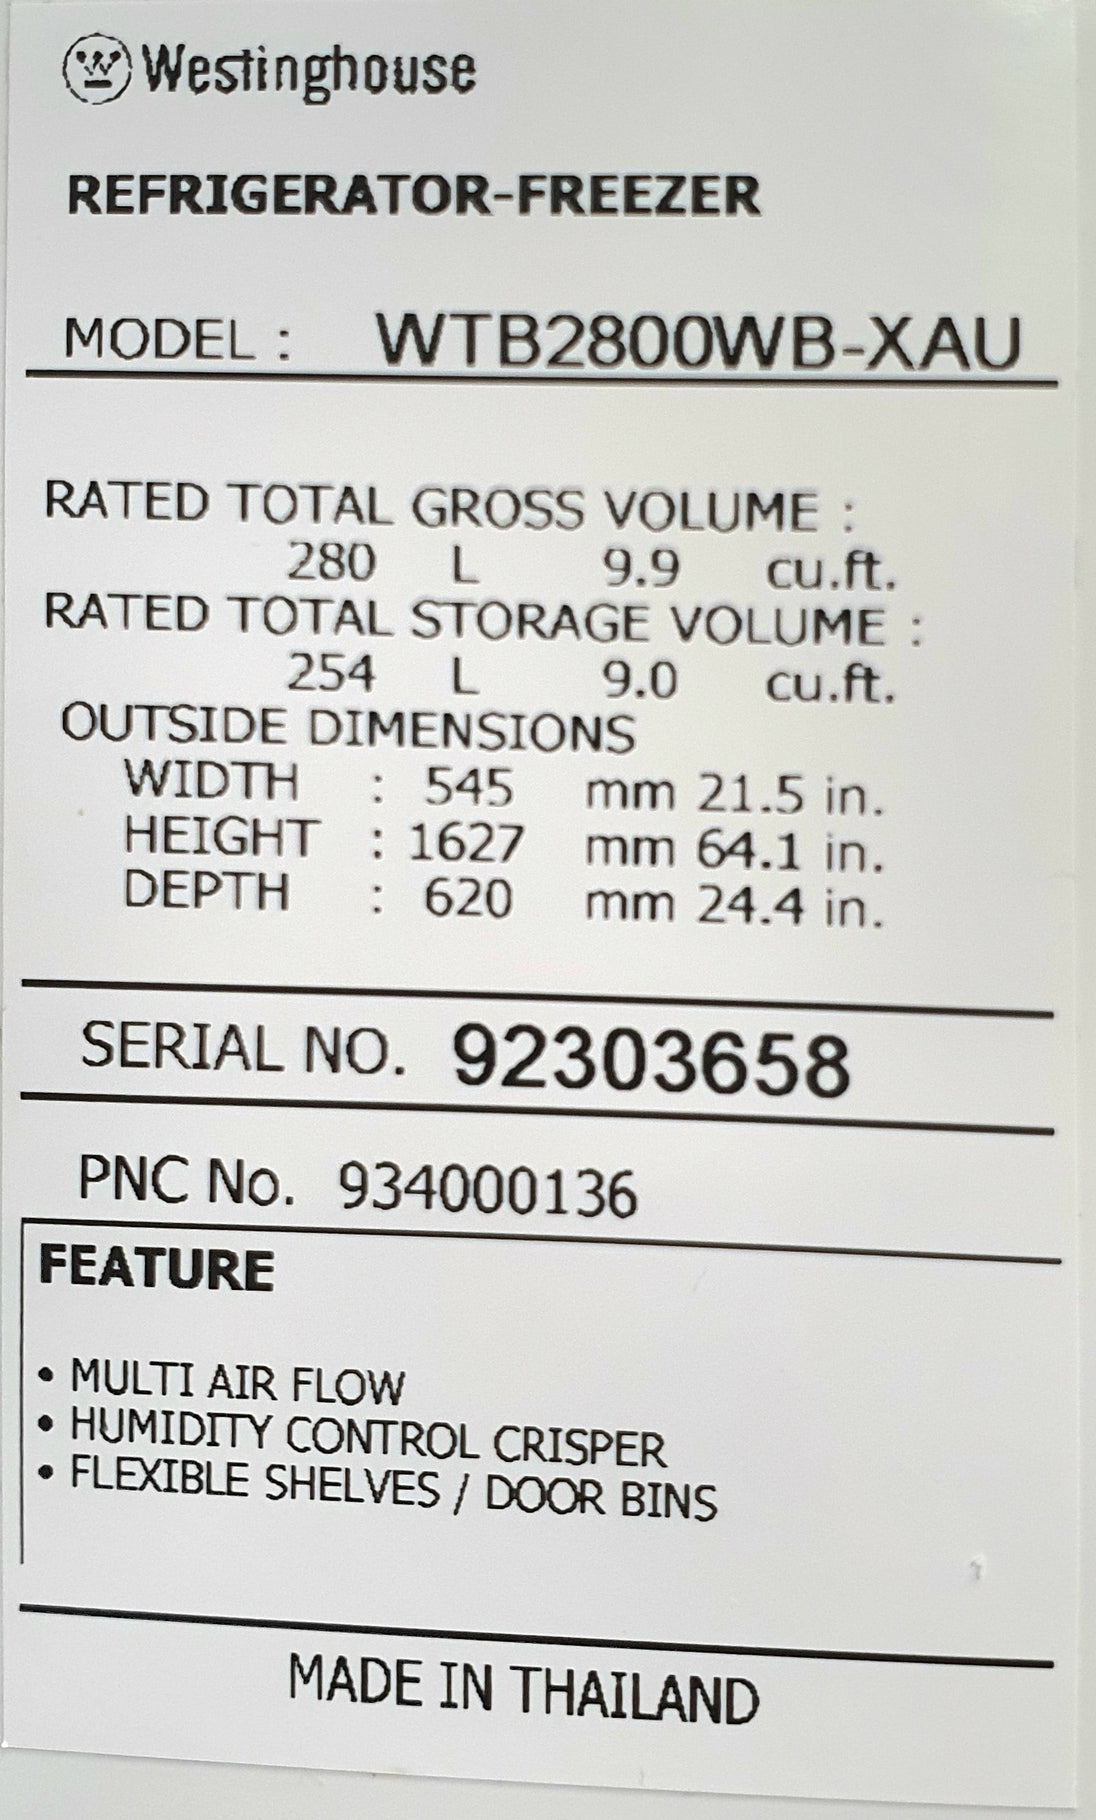 Westinghouse
REFRIGERATOR-FREEZER
MODEL : WTB2800WB-XAU
RATED TOTAL GROSS VOLUME :
280 L 9.9 cu.ft.
RATED TOTAL STORAGE VOLUME :
254 L 9.0 cu.ft.
OUTSIDE DIMENSIONS
WIDTH : 545 mm 21.5 in.
HEIGHT : 1627 mm 64.1 in.
DEPTH : 620 mm 24.4 in.
SERIAL NO. 92303658
PNC No. 934000136
FEATURE
• MULTI AIR FLOW
• HUMIDITY CONTROL CRISPER
• FLEXIBLE SHELVES / DOOR BINS
MADE IN THAILAND